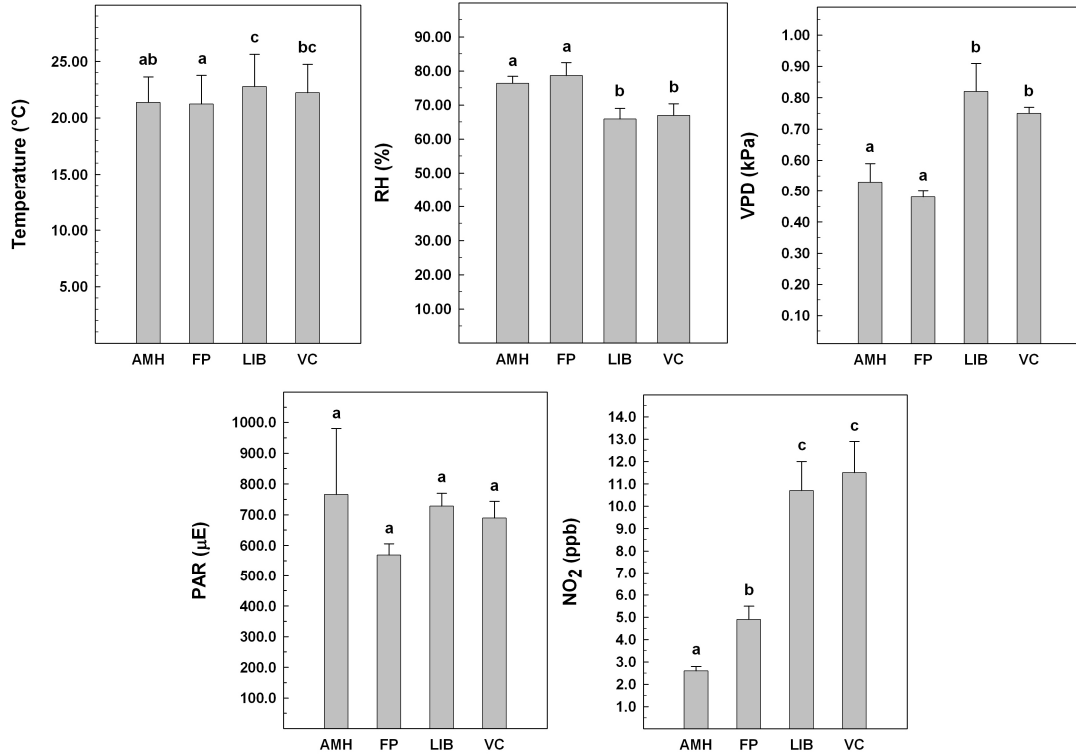 Temperature (°C)
25.00
20.00
15.00
10.00
5.00
ab
a
c
bc
AMH FP LIB VC
RH (%)
90.00
80.00
70.00
60.00
50.00
40.00
30.00
20.00
10.00
a
a
b
b
AMH FP LIB VC
VPD (kPa)
1.00
0.90
0.80
0.70
0.60
0.50
0.40
0.30
0.20
0.10
a
a
b
b
AMH FP LIB VC
PAR (µE)
1000.0
900.0
800.0
700.0
600.0
500.0
400.0
300.0
200.0
100.0
a
a
a
a
AMH FP LIB VC
NO2 (ppb)
14.0
13.0
12.0
11.0
10.0
9.0
8.0
7.0
6.0
5.0
4.0
3.0
2.0
1.0
a
b
c
c
AMH FP LIB VC